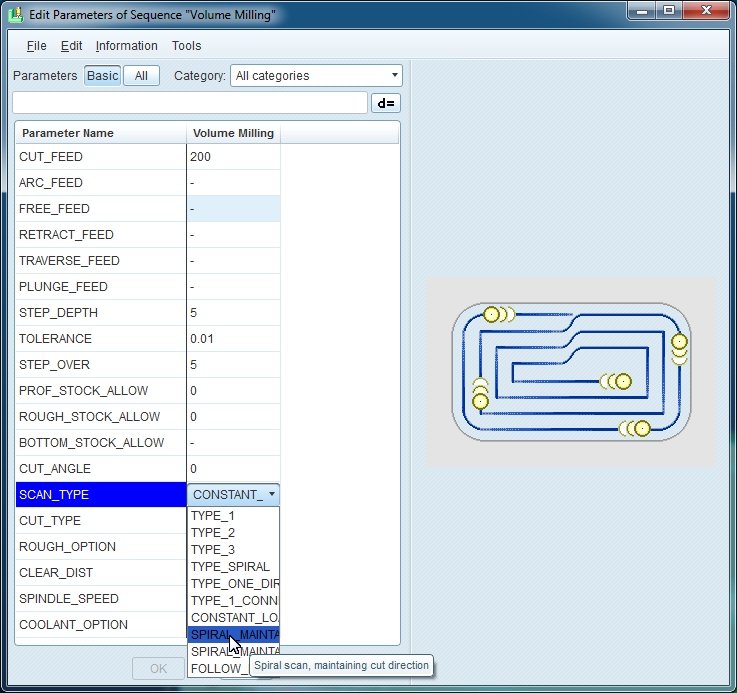 Edit Parameters of Sequence "Volume Milling"
File Edit Information Tools
Parameters Basic All Category: All categories
d=
Parameter Name Volume Milling
CUT_FEED 200
ARC_FEED -
FREE_FEED -
RETRACT_FEED -
TRAVERSE_FEED -
PLUNGE_FEED -
STEP_DEPTH 5
TOLERANCE 0.01
STEP_OVER 5
PROF_STOCK_ALLOW 0
ROUGH_STOCK_ALLOW 0
BOTTOM_STOCK_ALLOW -
CUT_ANGLE 0
SCAN_TYPE CONSTANT_
CUT_TYPE
ROUGH_OPTION
CLEAR_DIST
SPINDLE_SPEED
COOLANT_OPTION
TYPE_1
TYPE_2
TYPE_3
TYPE_SPIRAL
TYPE_ONE_DIR
TYPE_1_CONN
CONSTANT_LOA
SPIRAL_MAINTA
SPIRAL_MAINTA
FOLLOW_
Spiral scan, maintaining cut direction
OK